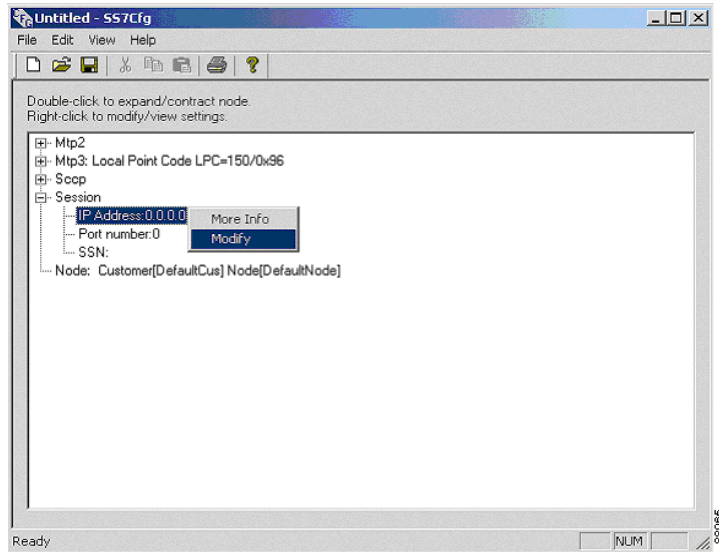 Untitled - SS7Cfg
File Edit View Help
Double-click to expand/contract node.
Right-click to modify/view settings.
Mtp2
Mtp3: Local Point Code LPC=150/0x96
Sccp
Session
IP Address:0.0.0.0
More Info
Port number:0
Modify
SSN:
Node: Customer[DefaultCus] Node[DefaultNode]
Ready
NUM